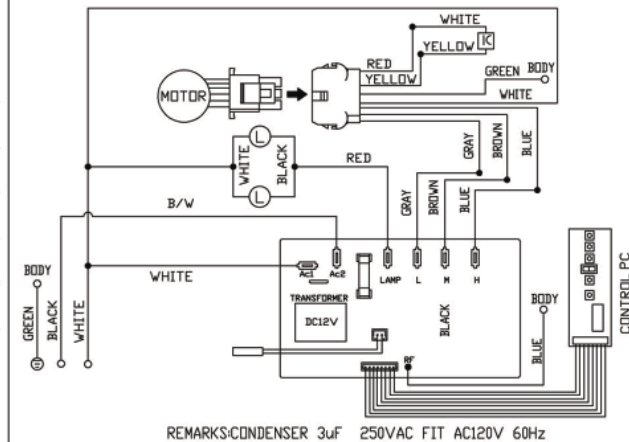 WHITE
K
YELLOW
RED
YELLOW
GREEN BODY
WHITE
MOTOR
L
WHITE
BLACK
RED
L
GRAY
BROWN
BLUE
B/W
GRAY
BROWN
BLUE
BODY
GREEN
BLACK
WHITE
WHITE
Ac1 Ac2 LAMP L M H
TRANSFORMER
DC12V
BLACK
RF
BODY
BLUE
CONTROL PC
REMARKS:CONDENSER 3uF 250VAC FIT AC120V 60Hz